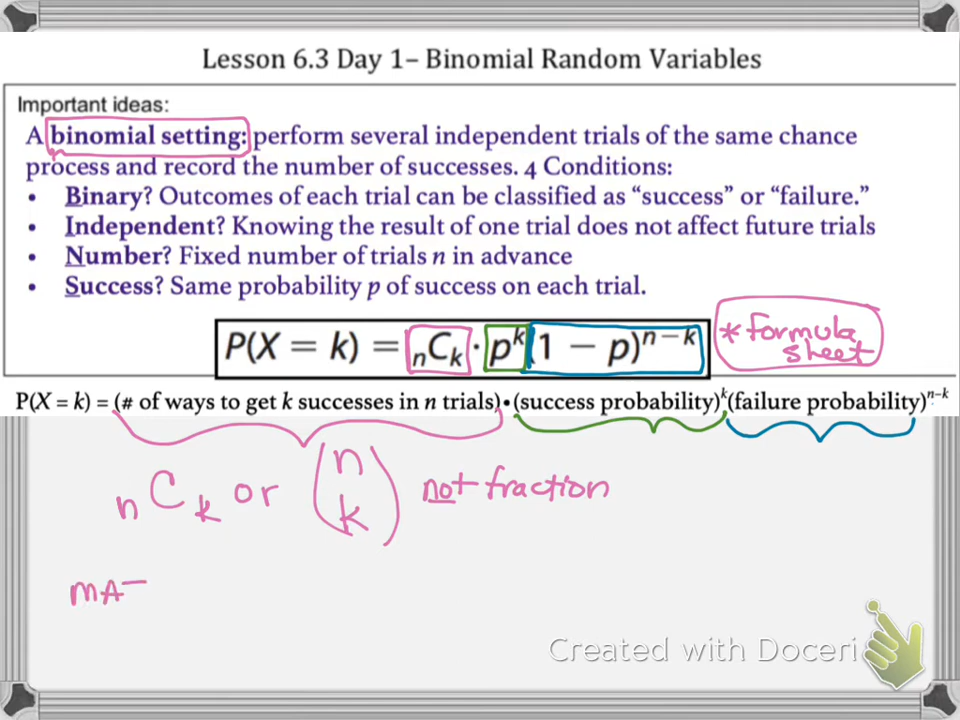 Lesson 6.3 Day 1– Binomial Random Variables
Important ideas:
A binomial setting: perform several independent trials of the same chance
process and record the number of successes. 4 Conditions:
• Binary? Outcomes of each trial can be classified as “success” or “failure.”
• Independent? Knowing the result of one trial does not affect future trials
• Number? Fixed number of trials n in advance
• Success? Same probability p of success on each trial.
P(X = k) = nCk · p^k (1 − p)^n−k
* formula
sheet
P(X = k) = (# of ways to get k successes in n trials) • (success probability)^k (failure probability)^n−k
nCk or (n k) not fraction
MAT
Created with Doceri